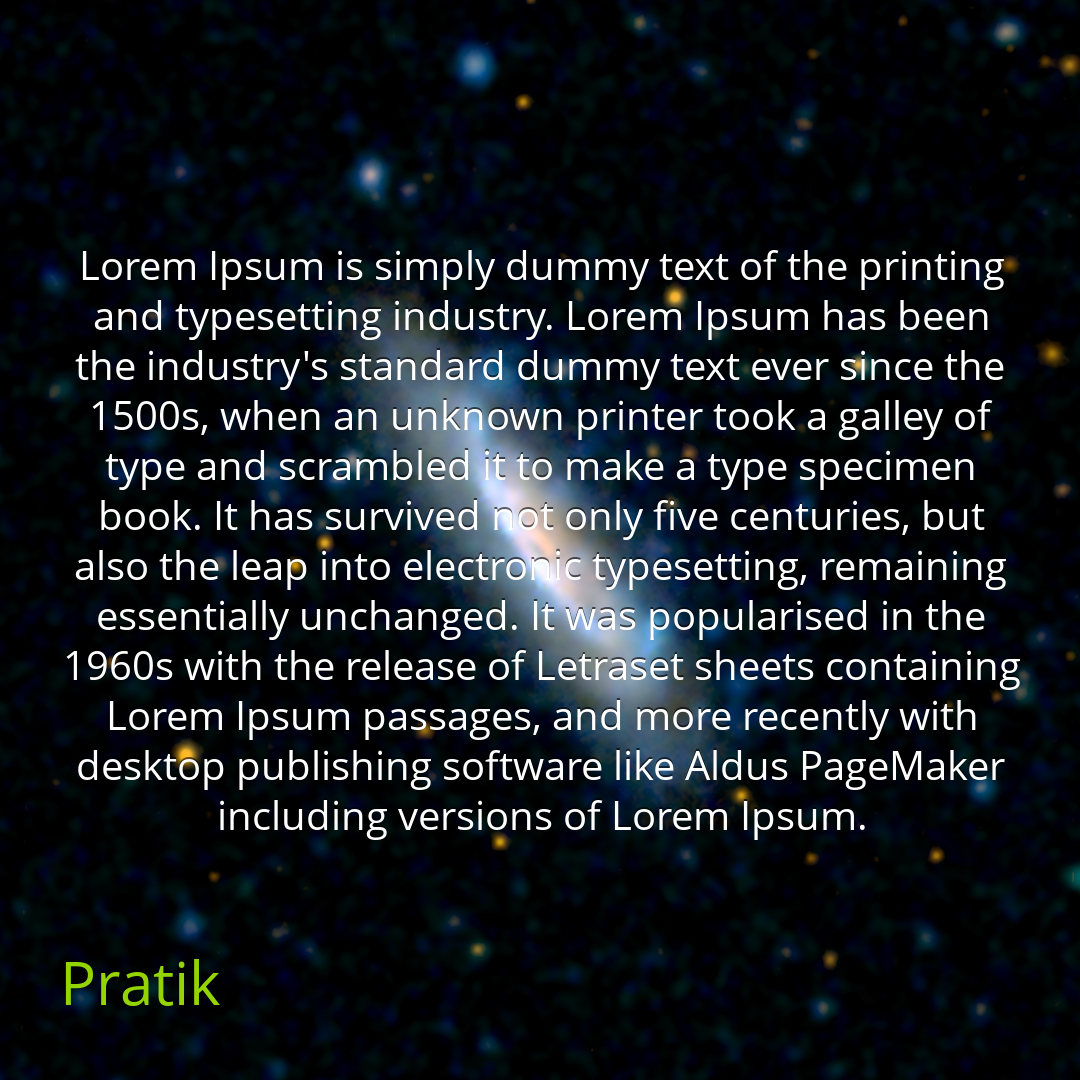 Lorem Ipsum is simply dummy text of the printing
and typesetting industry. Lorem Ipsum has been
the industry's standard dummy text ever since the
1500s, when an unknown printer took a galley of
type and scrambled it to make a type specimen
book. It has survived not only five centuries, but
also the leap into electronic typesetting, remaining
essentially unchanged. It was popularised in the
1960s with the release of Letraset sheets containing
Lorem Ipsum passages, and more recently with
desktop publishing software like Aldus PageMaker
including versions of Lorem Ipsum.
Pratik